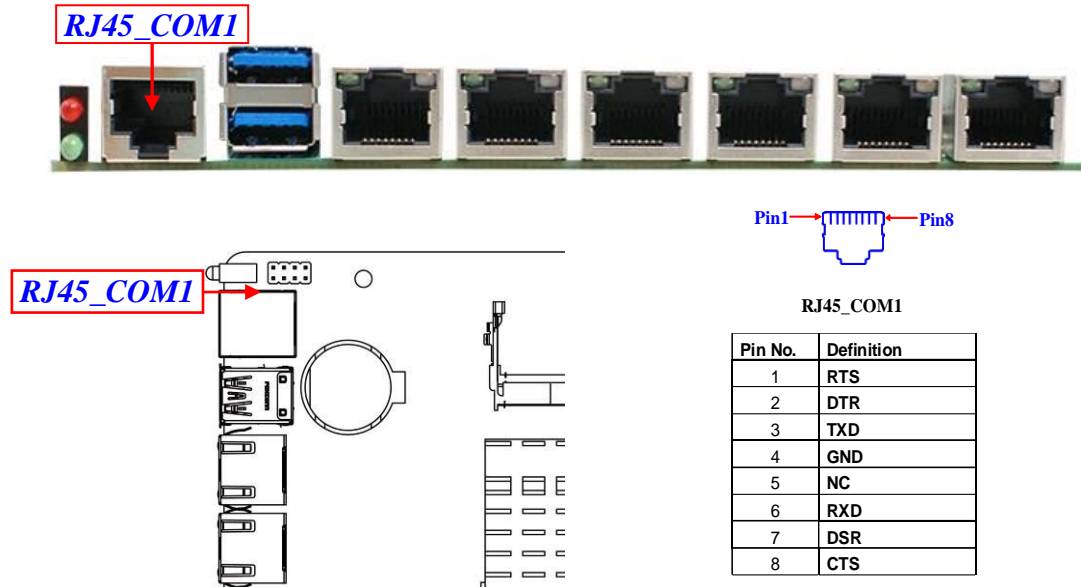 RJ45_COM1
Pin1
Pin8
RJ45_COM1
RJ45_COM1
Pin No. Definition
1 RTS
2 DTR
3 TXD
4 GND
5 NC
6 RXD
7 DSR
8 CTS